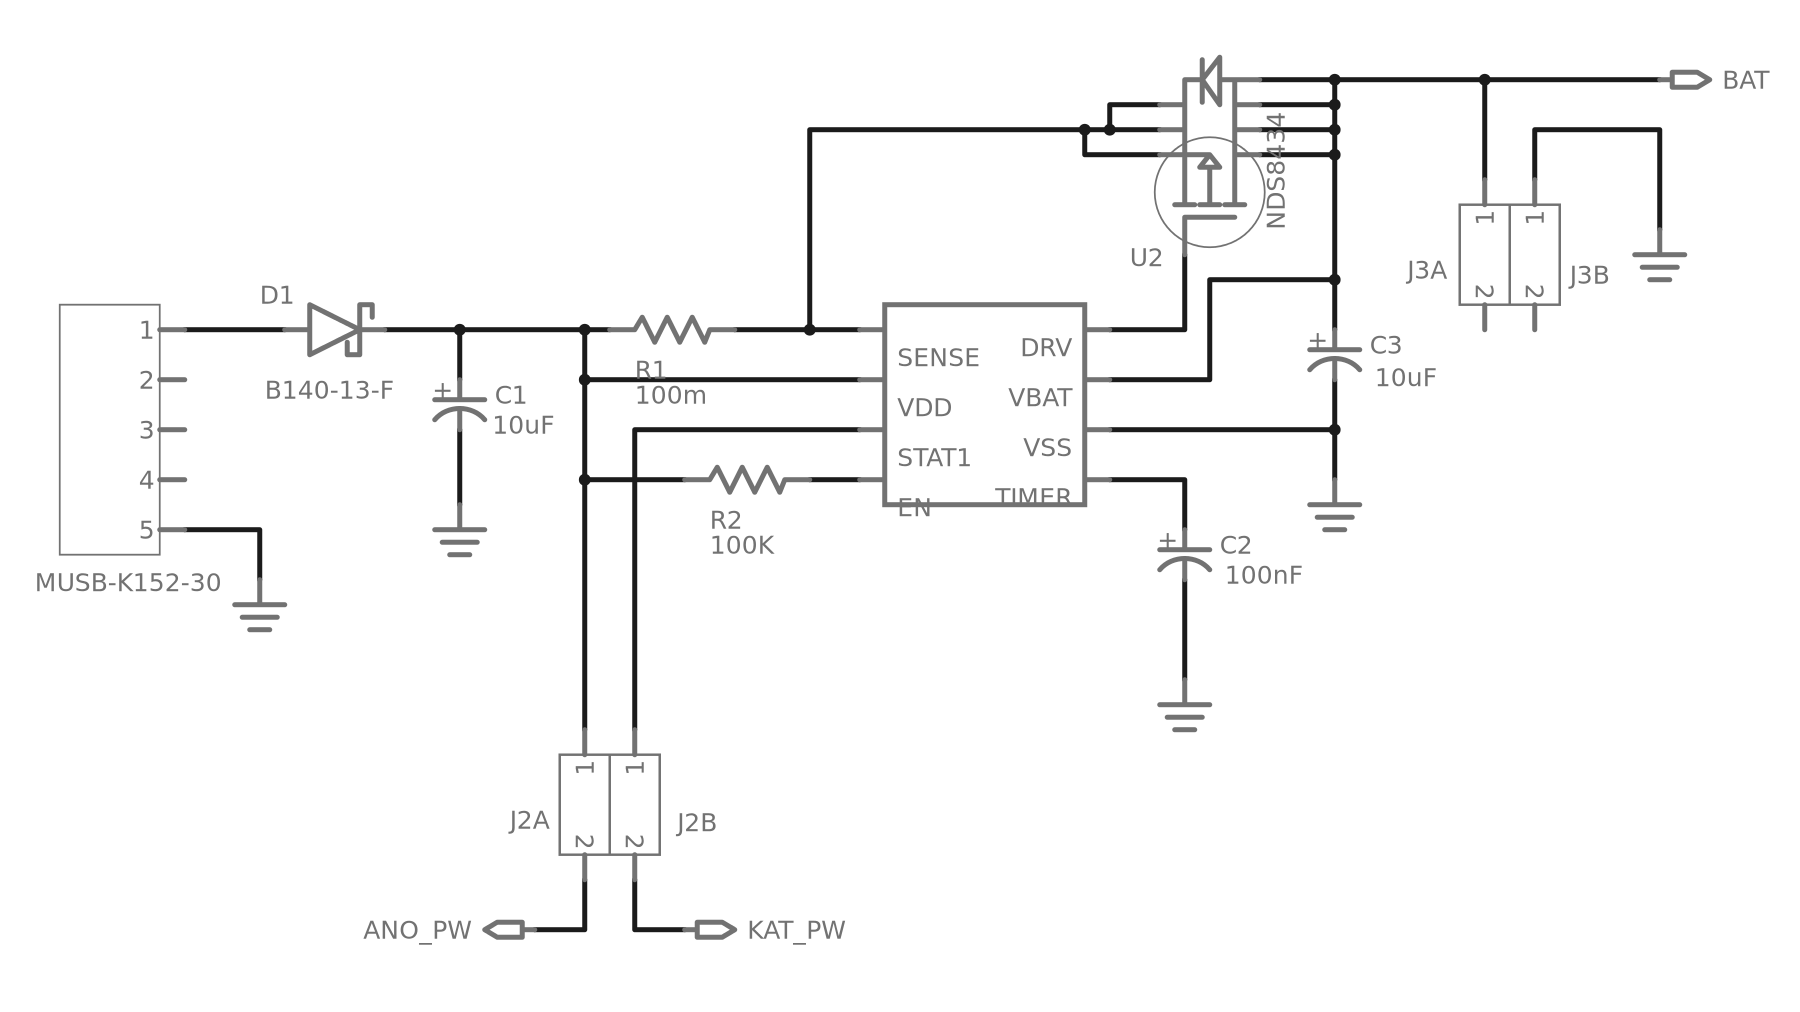 BAT
NDS8434
U2
1
1
J3A
J3B
2
2
D1
1
B140-13-F
2
+
C1
10uF
3
4
5
MUSB-K152-30
R1
100m
SENSE
DRV
VDD
VBAT
STAT1
VSS
EN
TIMER
+
C3
10uF
R2
100K
+
C2
100nF
1
1
J2A
J2B
2
2
ANO_PW
KAT_PW